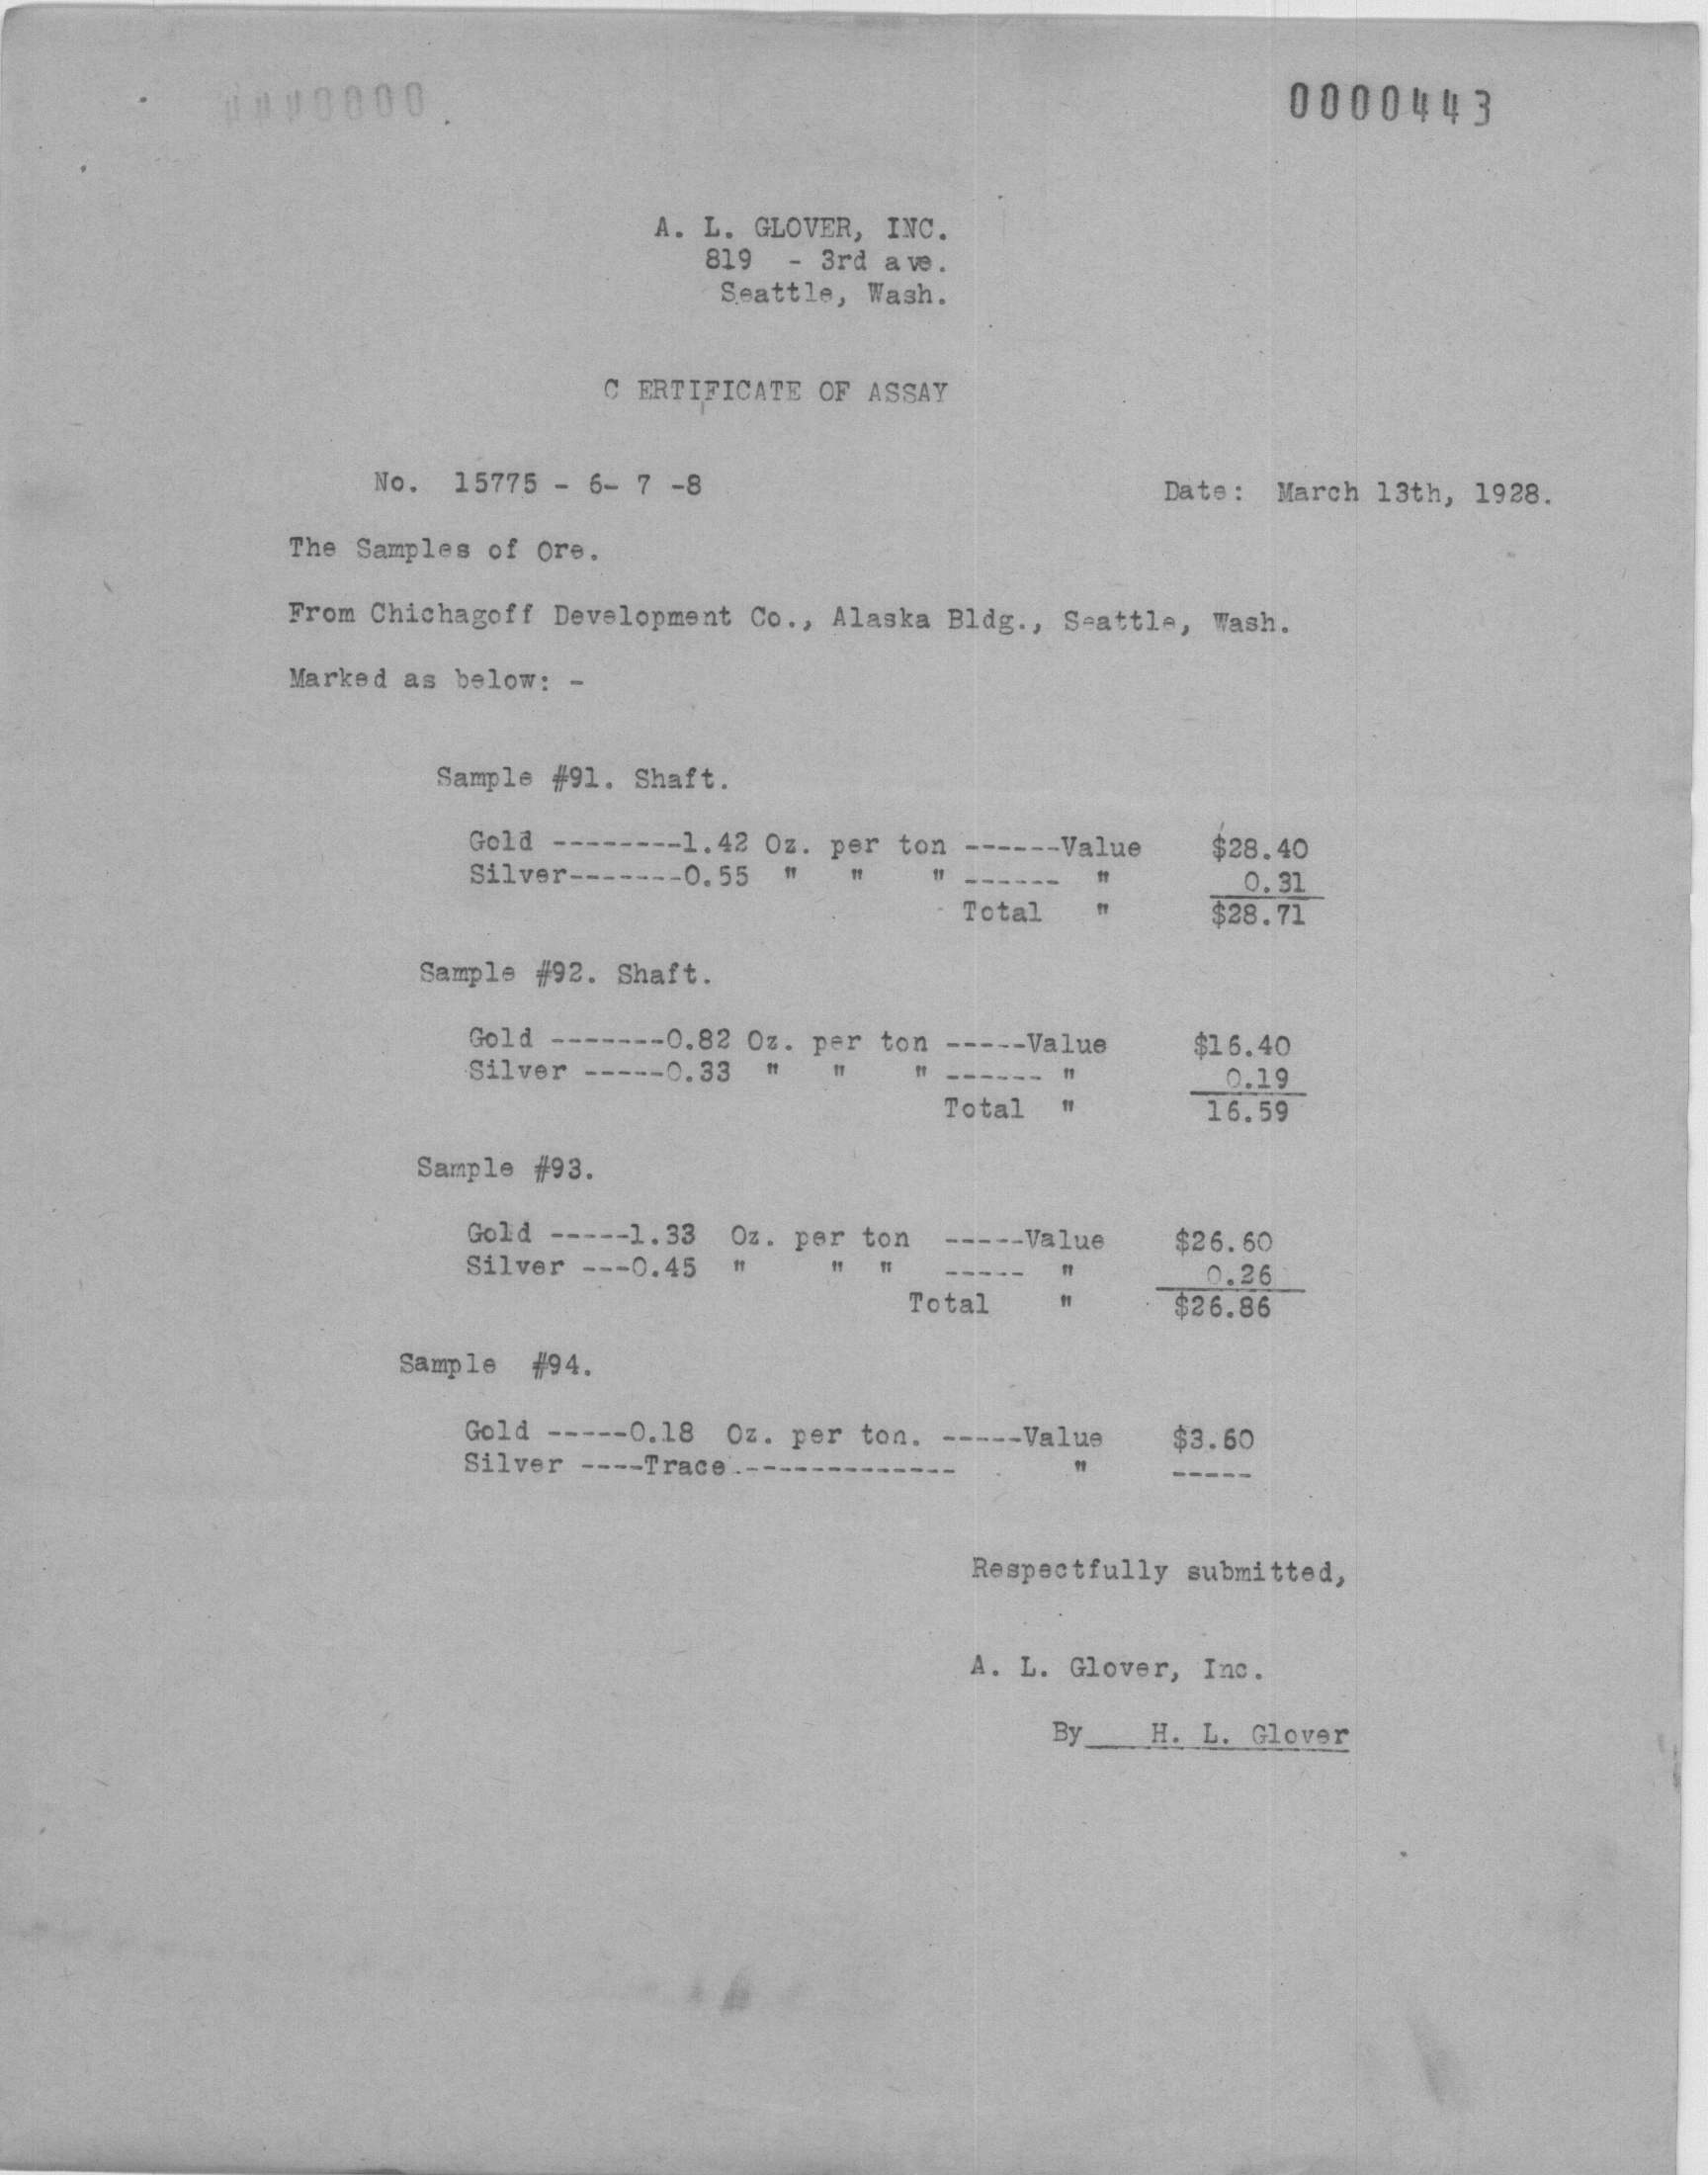 0000000
0000443
A. L. GLOVER, INC.
819 - 3rd ave.
Seattle, Wash.
C ERTIFICATE OF ASSAY
No. 15775 - 6- 7 -8 Date: March 13th, 1928.
The Samples of Ore.
From Chichagoff Development Co., Alaska Bldg., Seattle, Wash.
Marked as below: -
Sample #91. Shaft.
Gold --------1.42 Oz. per ton ------Value $28.40
Silver-------0.55 " " " ------ " 0.31
Total " $28.71
Sample #92. Shaft.
Gold -------0.82 Oz. per ton -----Value $16.40
Silver -----0.33 " " " ------ " 0.19
Total " 16.59
Sample #93.
Gold -----1.33 Oz. per ton -----Value $26.60
Silver ---0.45 " " " ----- " 0.26
Total " $26.86
Sample #94.
Gold -----0.18 Oz. per ton. -----Value $3.60
Silver ----Trace.------------- " -----
Respectfully submitted,
A. L. Glover, Inc.
By____H. L. Glover